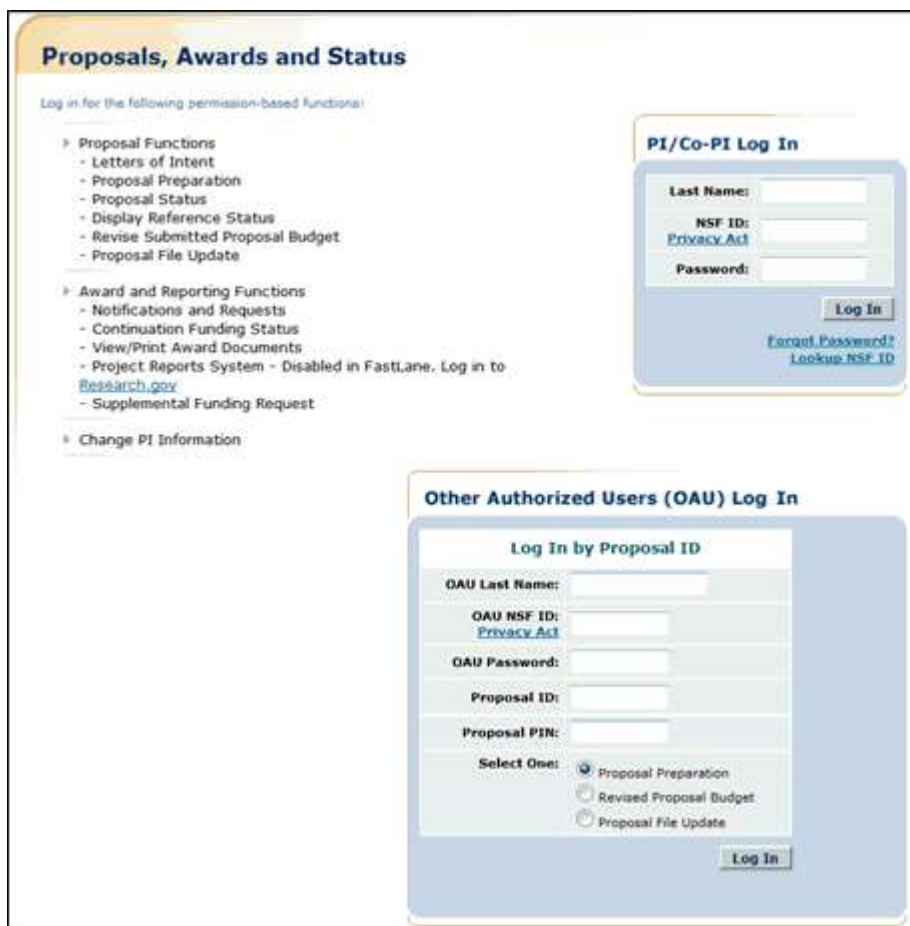 Proposals, Awards and Status
Log in for the following permission-based functions:
Proposal Functions
- Letters of Intent
- Proposal Preparation
- Proposal Status
- Display Reference Status
- Revise Submitted Proposal Budget
- Proposal File Update
Award and Reporting Functions
- Notifications and Requests
- Continuation Funding Status
- View/Print Award Documents
- Project Reports System - Disabled in FastLane. Log in to
Research.gov
- Supplemental Funding Request
Change PI Information
PI/Co-PI Log In
Last Name:
NSF ID:
Privacy Act
Password:
Log In
Forgot Password?
Lookup NSF ID
Other Authorized Users (OAU) Log In
Log In by Proposal ID
OAU Last Name:
OAU NSF ID:
Privacy Act
OAU Password:
Proposal ID:
Proposal PIN:
Select One:
Proposal Preparation
Revised Proposal Budget
Proposal File Update
Log In